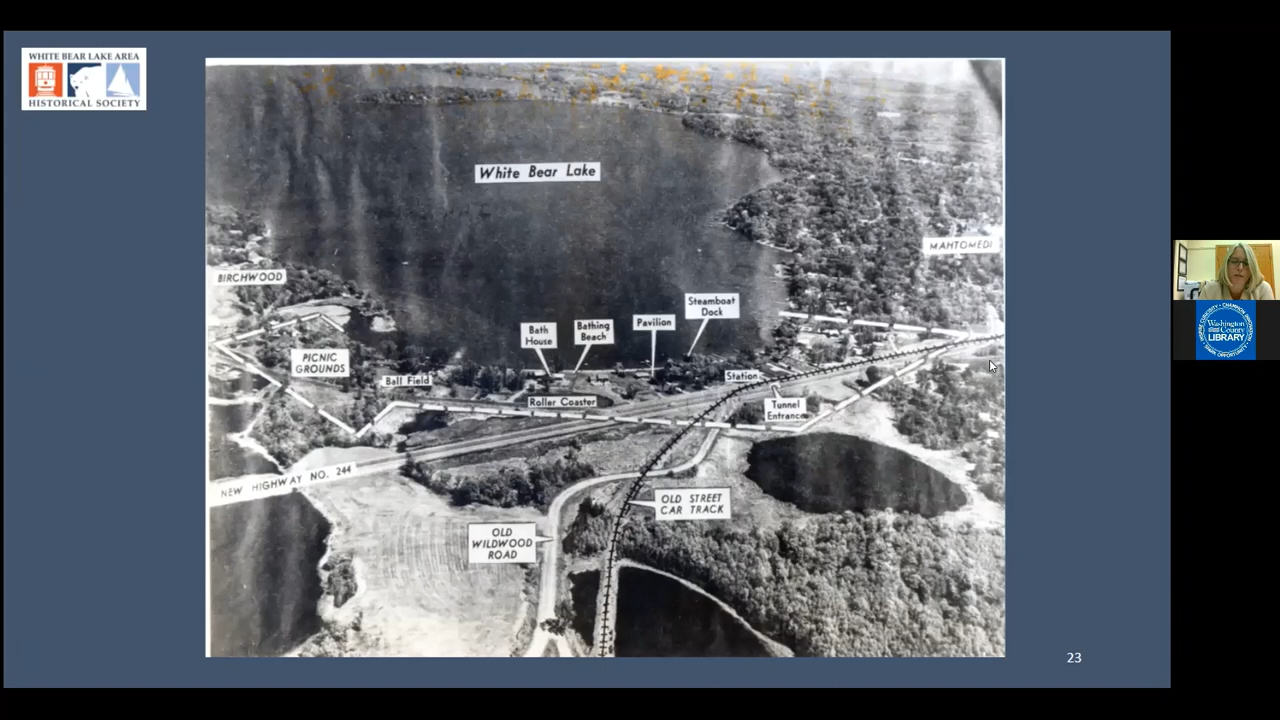 WHITE BEAR LAKE AREA
HISTORICAL SOCIETY
White Bear Lake
MAHTOMEDI
BIRCHWOOD
Steamboat
Dock
Bath
House
Bathing
Beach
Pavilion
PICNIC
GROUNDS
Ball Field
Station
Roller Coaster
Tunnel
Entrance
NEW HIGHWAY NO. 244
OLD STREET
CAR TRACK
OLD
WILDWOOD
ROAD
23
Washington
County
LIBRARY